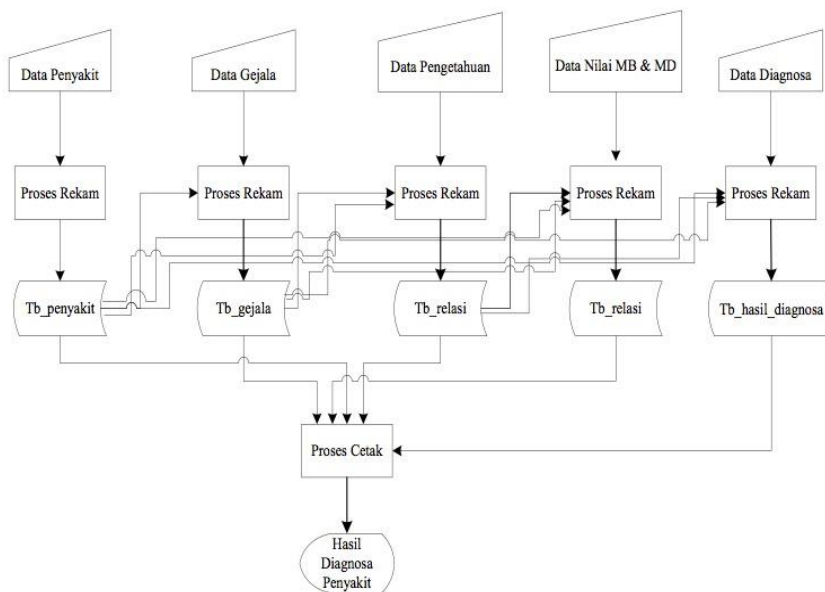 Data Penyakit
Data Gejala
Data Pengetahuan
Data Nilai MB & MD
Data Diagnosa
Proses Rekam
Proses Rekam
Proses Rekam
Proses Rekam
Proses Rekam
Tb_penyakit
Tb_gejala
Tb_relasi
Tb_relasi
Tb_hasil_diagnosa
Proses Cetak
Hasil
Diagnosa
Penyakit